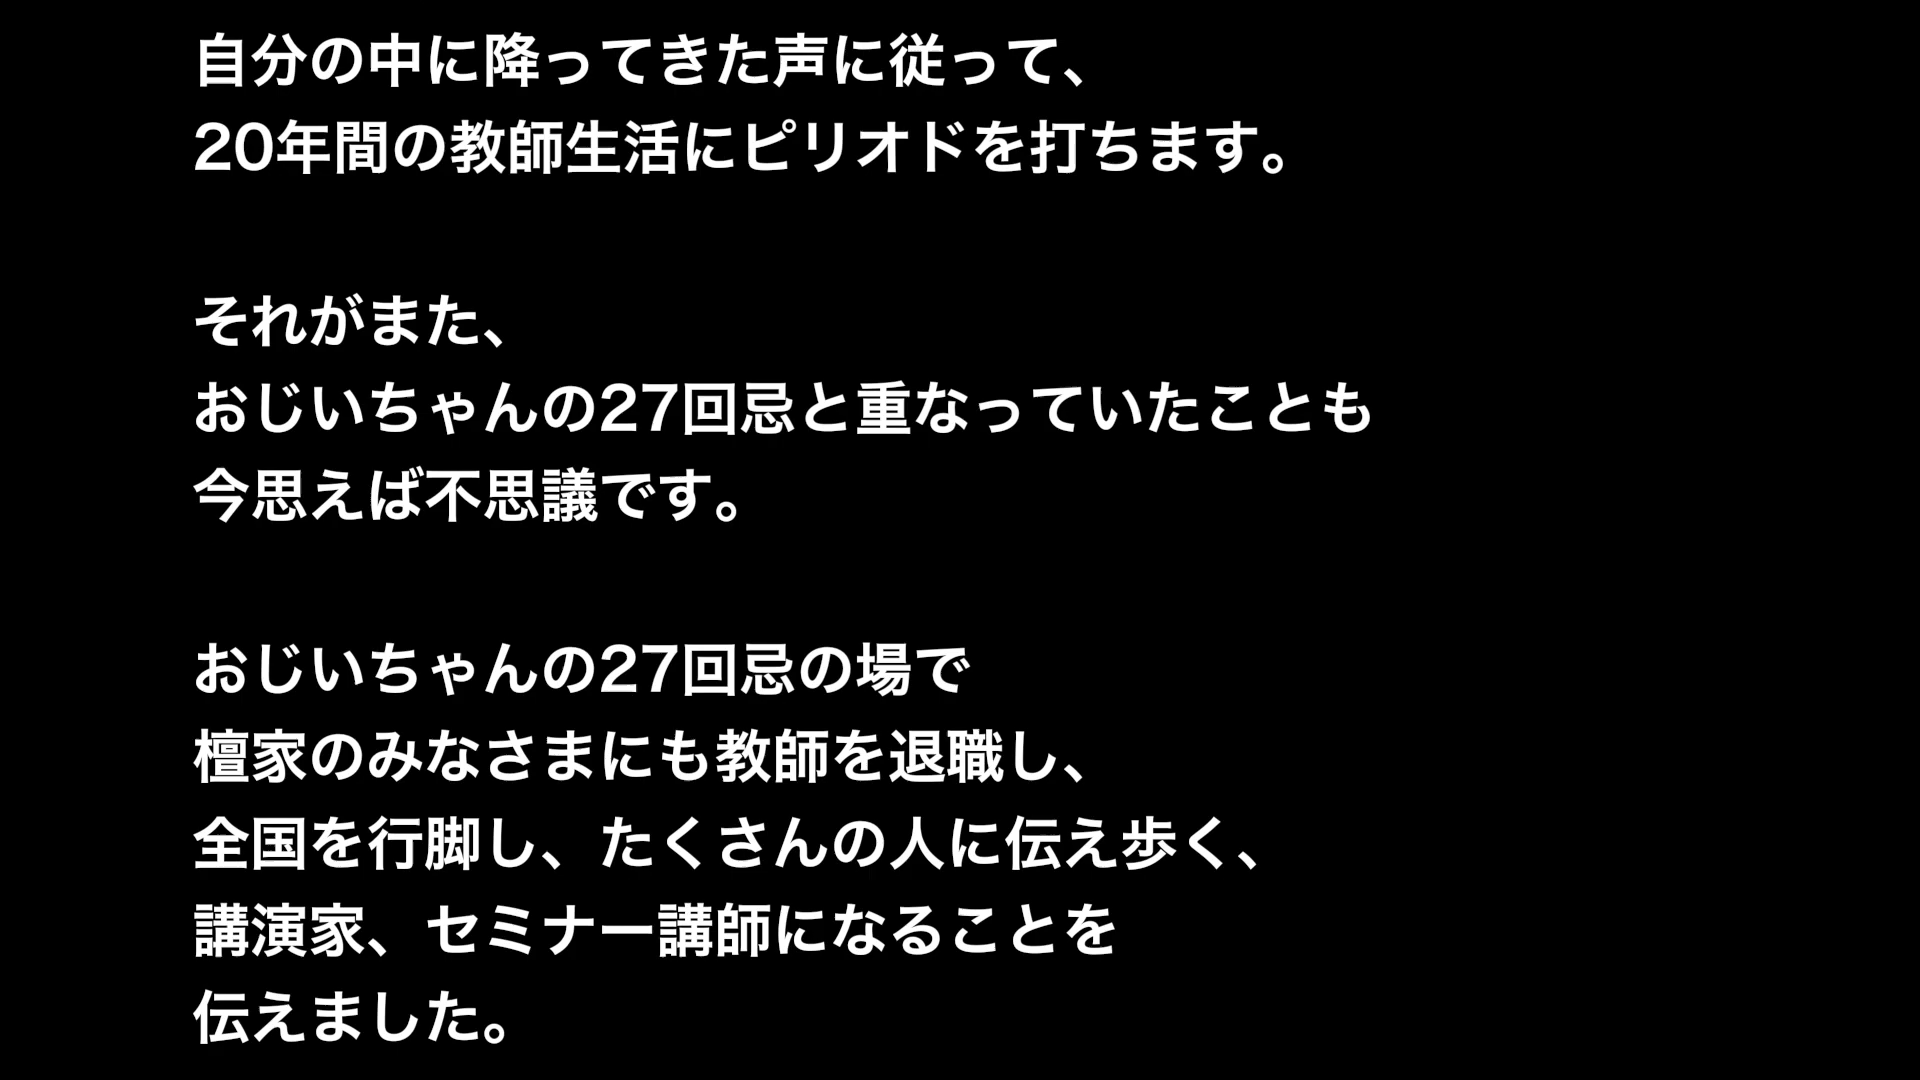 自分の中に降ってきた声に従って、
20年間の教師生活にピリオドを打ちます。
それがまた、
おじいちゃんの27回忌と重なっていたことも
今思えば不思議です。
おじいちゃんの27回忌の場で
檀家のみなさまにも教師を退職し、
全国を行脚し、たくさんの人に伝え歩く、
講演家、セミナー講師になることを
伝えました。